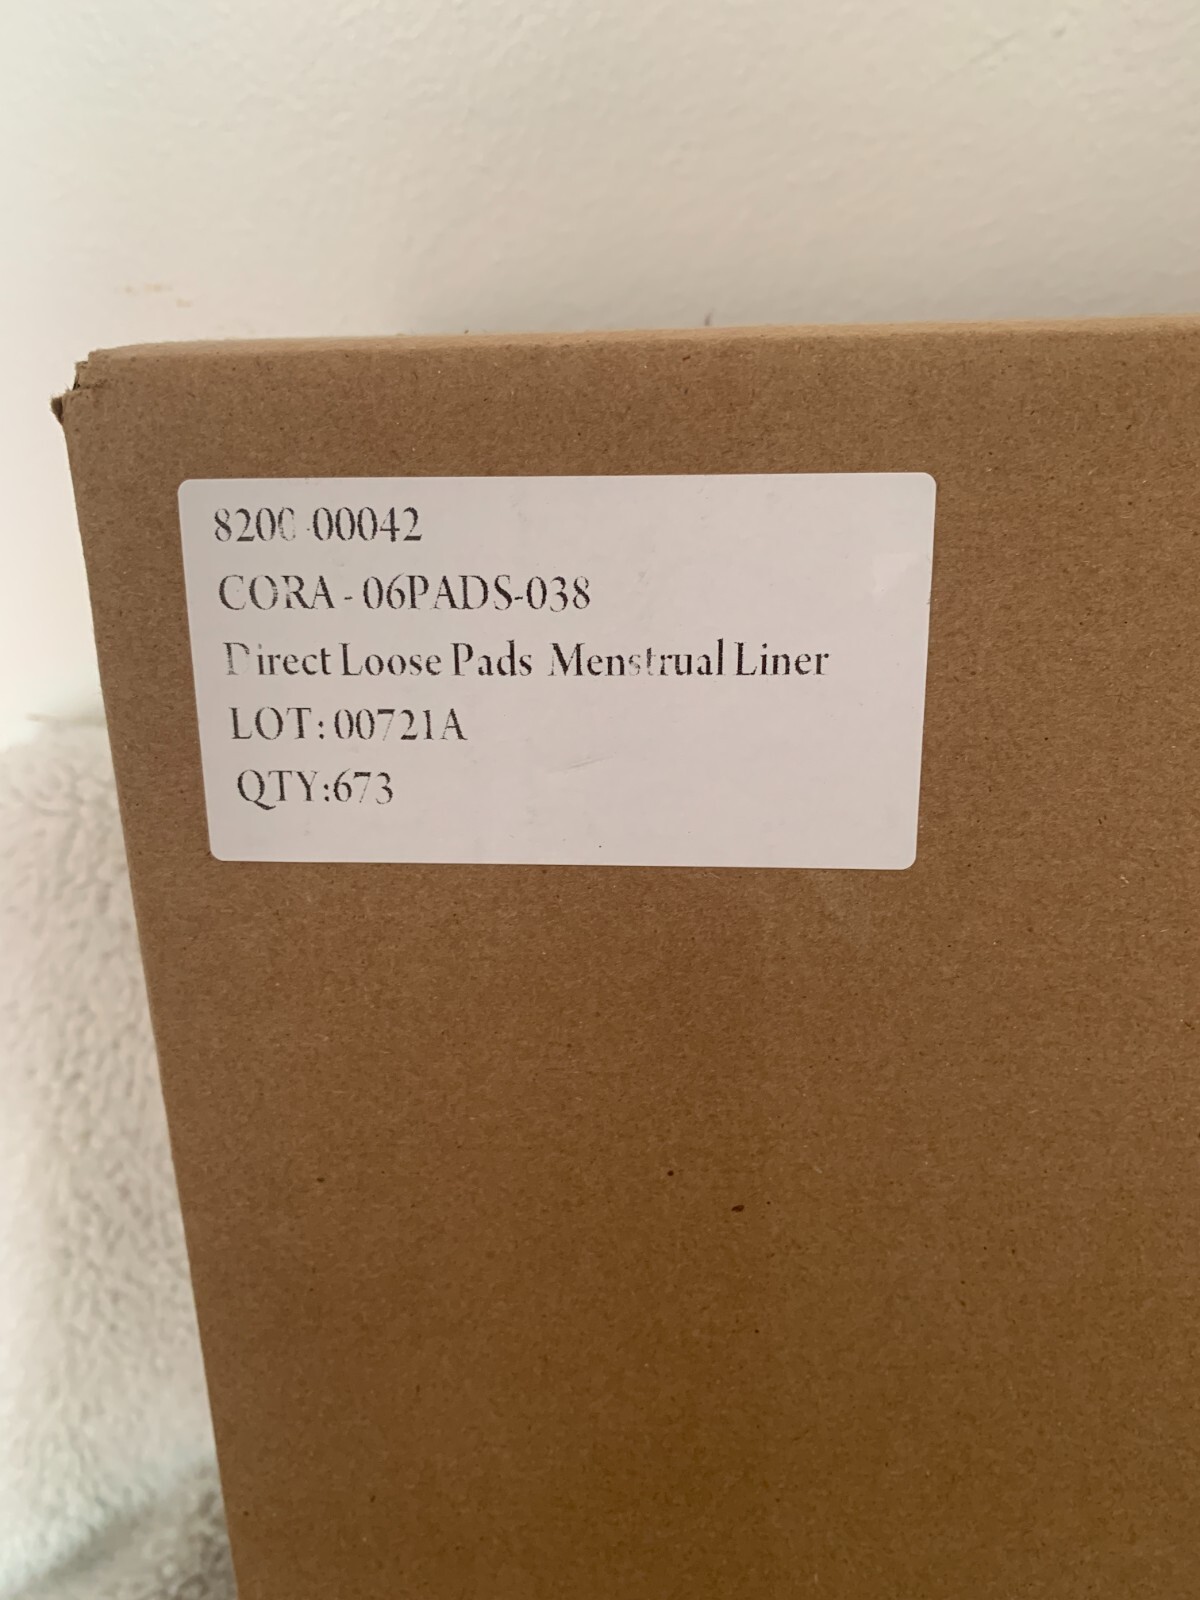 8200-00042
CORA - 06PADS-038
Direct Loose Pads Menstrual Liner
LOT: 00721A
QTY:673